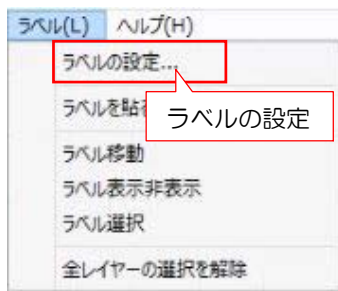 ラベル(L) ヘルプ(H)
ラベルの設定...
ラベルを貼
ラベルの設定
ラベル移動
ラベル表示非表示
ラベル選択
全レイヤーの選択を解除